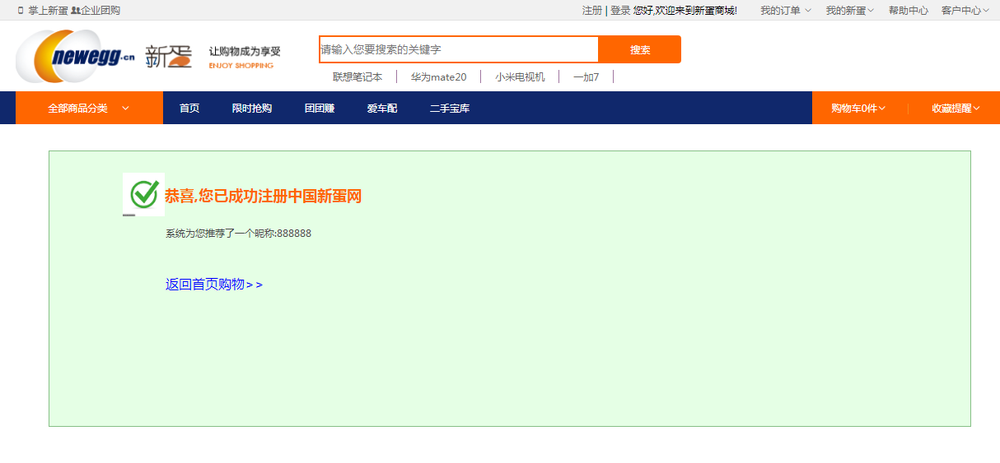 掌上新蛋 企业团购 注册 | 登录 您好,欢迎来到新蛋商城! 我的订单 我的新蛋 帮助中心 客户中心
newegg.cn 新蛋 让购物成为享受
ENJOY SHOPPING
请输入您要搜索的关键字 搜索
联想笔记本 华为mate20 小米电视机 一加7
全部商品分类 首页 限时抢购 团团赚 爱车配 二手宝库 购物车0件 收藏提醒
恭喜,您已成功注册中国新蛋网
系统为您推荐了一个昵称:888888
返回首页购物>>